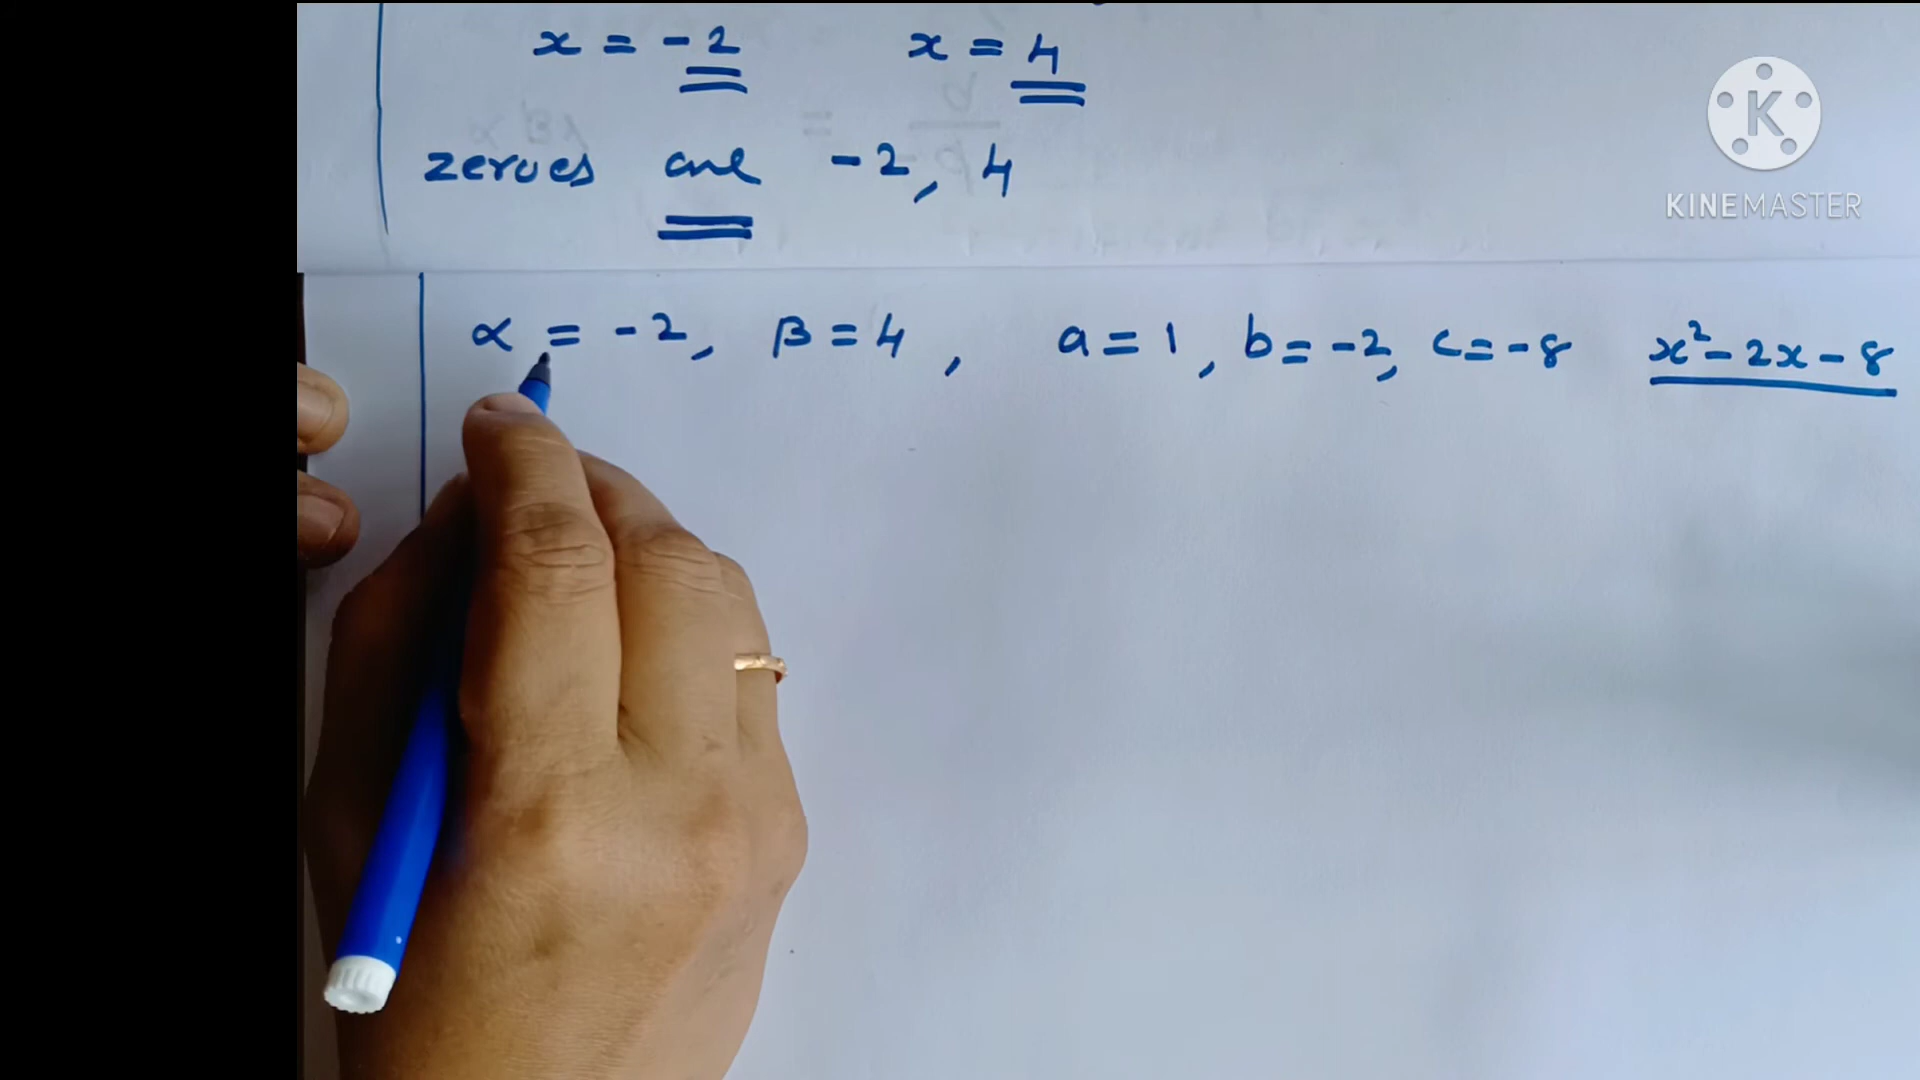 x = -2 x = 4
zeroes are -2, 4
K
KINEMASTER
α = -2, β = 4, a = 1, b = -2, c = -8 x² - 2x - 8